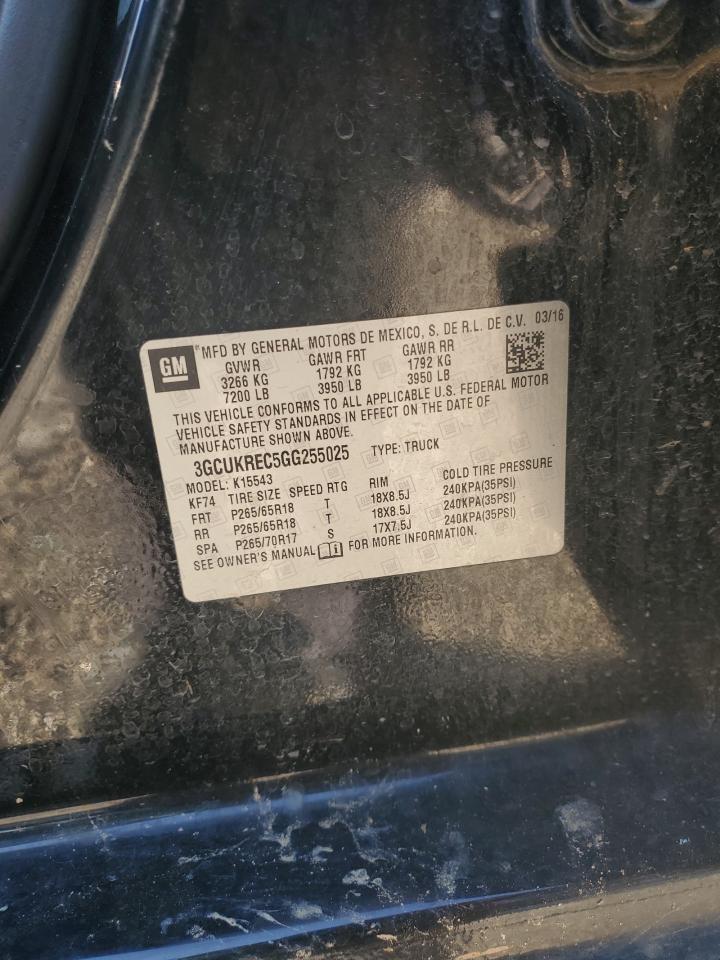 GM ® MFD BY GENERAL MOTORS DE MEXICO, S. DE R.L. DE C.V. 03/16
GVWR GAWR FRT GAWR RR
3266 KG 1792 KG 1792 KG
7200 LB 3950 LB 3950 LB
THIS VEHICLE CONFORMS TO ALL APPLICABLE U.S. FEDERAL MOTOR
VEHICLE SAFETY STANDARDS IN EFFECT ON THE DATE OF
MANUFACTURE SHOWN ABOVE.
3GCUKREC5GG255025 TYPE: TRUCK
MODEL: K15543
KF74 TIRE SIZE SPEED RTG RIM COLD TIRE PRESSURE
FRT P265/65R18 T 18X8.5J 240KPA(35PSI)
RR P265/65R18 T 18X8.5J 240KPA(35PSI)
SPA P265/70R17 S 17X7.5J 240KPA(35PSI)
SEE OWNER'S MANUAL FOR MORE INFORMATION.